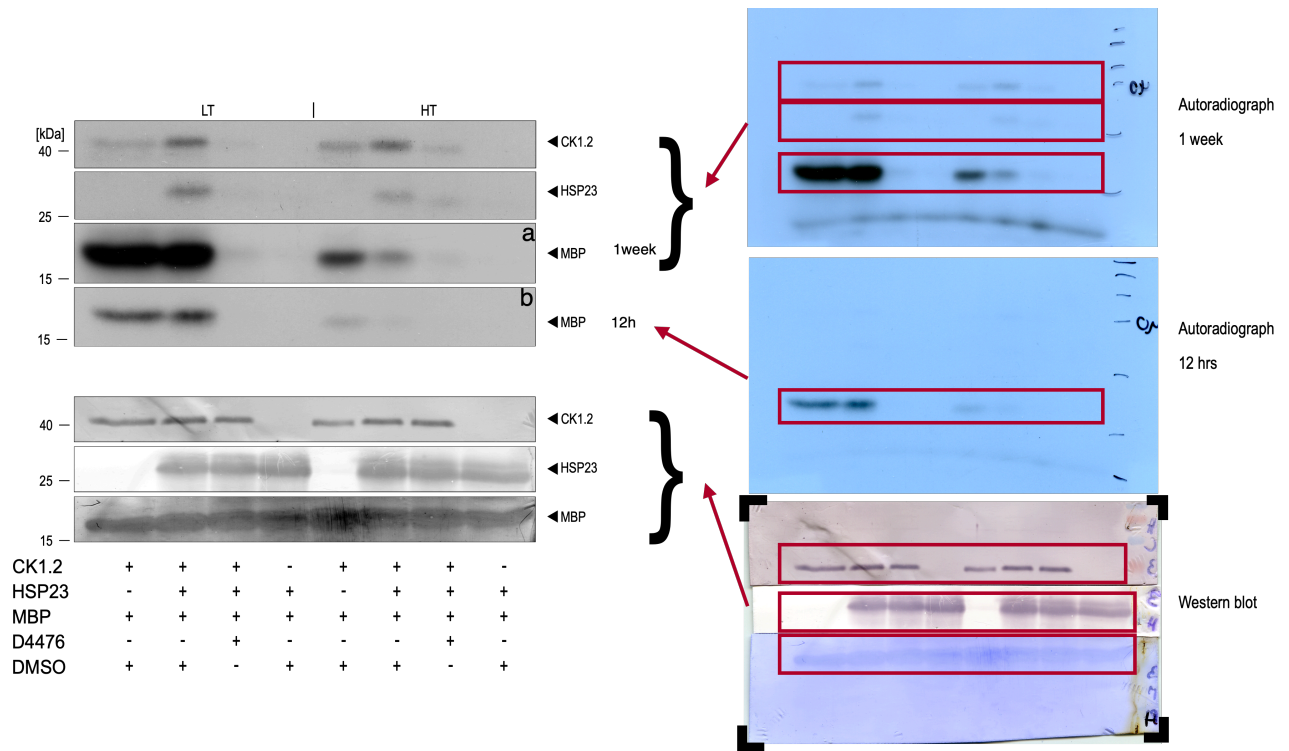 LT | HT
[kDa]
40 CK1.2
HSP23
25
a
MBP 1week
15
b
MBP 12h
15
CK1.2
40
HSP23
25
MBP
15
CK1.2 + + + - + + + -
HSP23 - + + + - + + +
MBP + + + + + + + +
D4476 - - + - - - + -
DMSO + + - + + + - +
Autoradiograph
1 week
Autoradiograph
12 hrs
Western blot